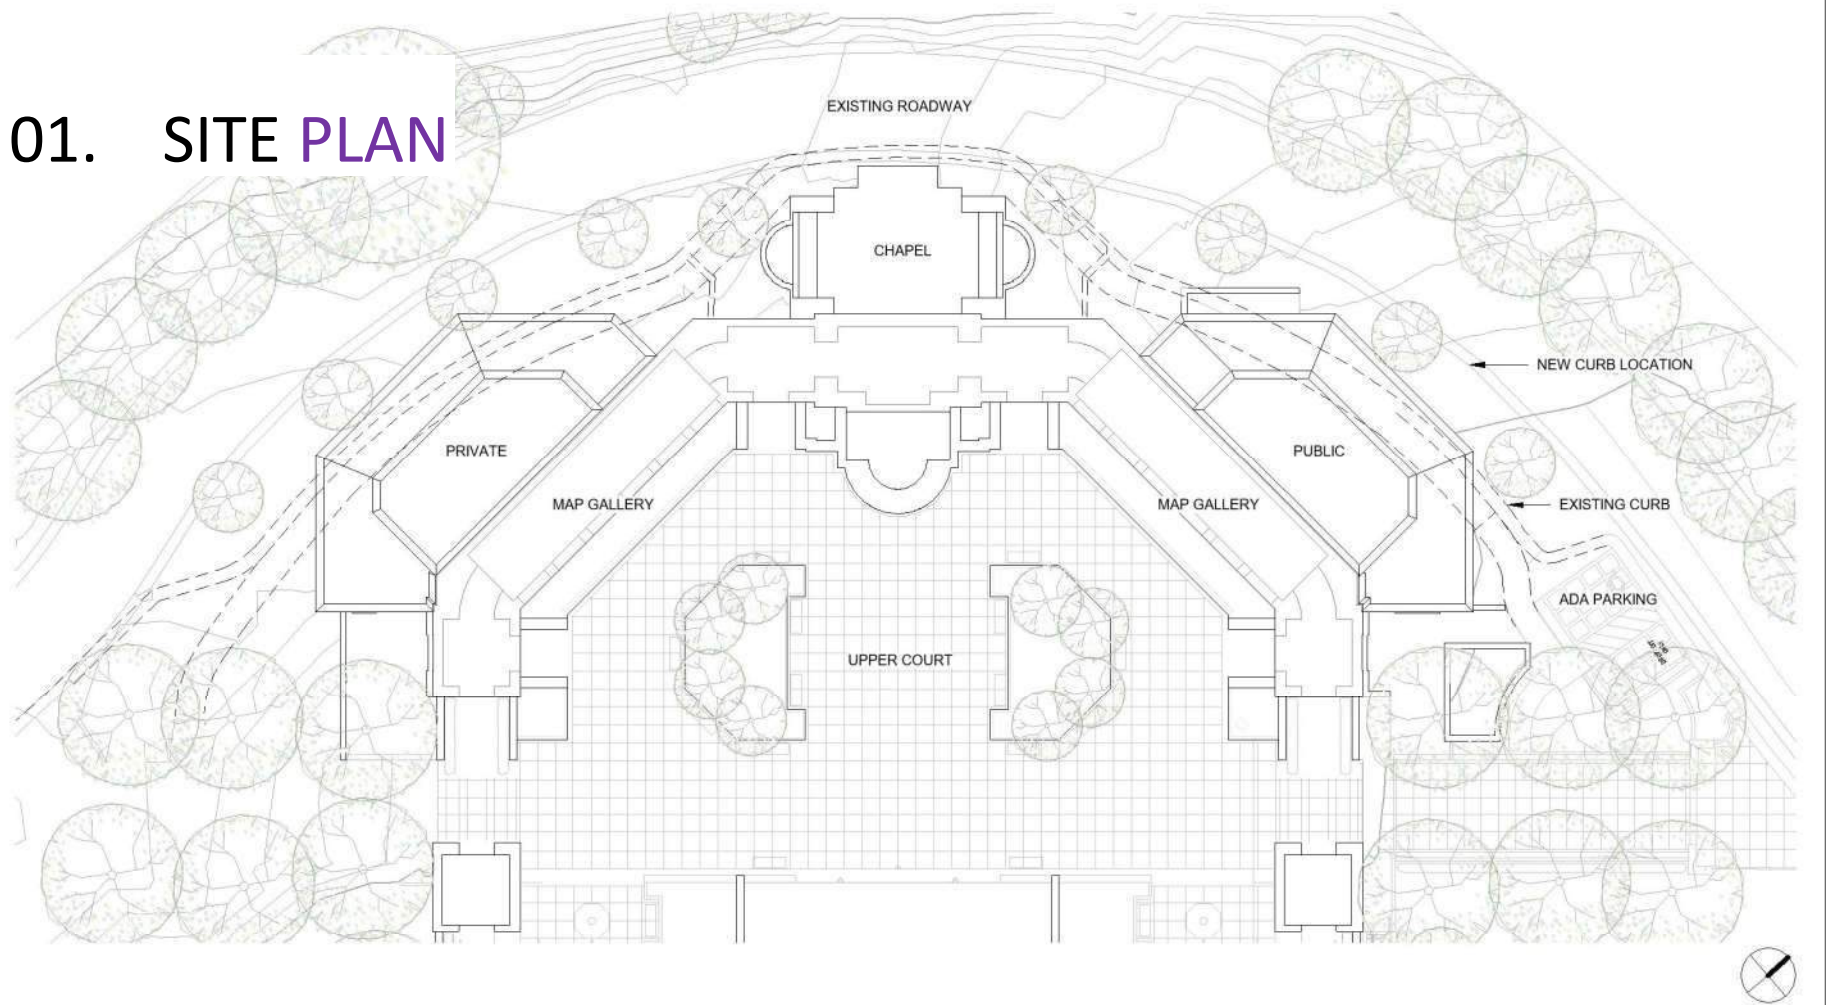 01. SITE PLAN
EXISTING ROADWAY
CHAPEL
NEW CURB LOCATION
PRIVATE
PUBLIC
MAP GALLERY
MAP GALLERY
EXISTING CURB
ADA PARKING
UPPER COURT